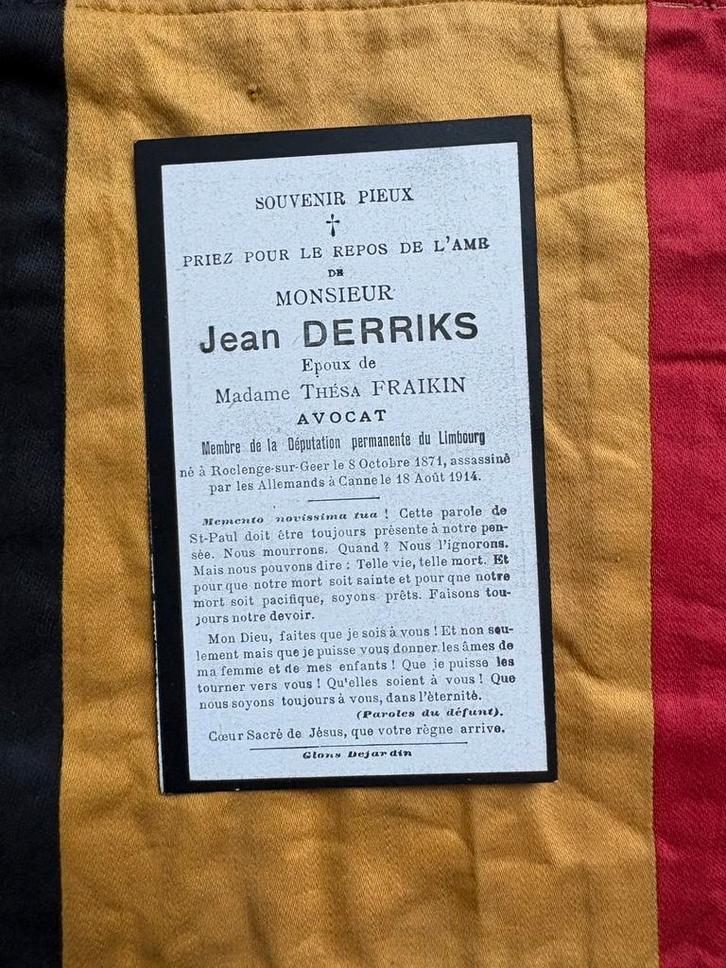 SOUVENIR PIEUX
†
PRIEZ POUR LE REPOS DE L'AME
DE
MONSIEUR
Jean DERRIKS
Epoux de
Madame THÉSA FRAIKIN
AVOCAT
Membre de la Députation permanente du Limbourg
né à Roclenge-sur-Geer le 8 Octobre 1871, assassiné
par les Allemands à Canne le 18 Août 1914.
Memento novissima tua ! Cette parole de
St-Paul doit être toujours présente à notre pen-
sée. Nous mourrons. Quand ? Nous l'ignorons.
Mais nous pouvons dire : Telle vie, telle mort. Et
pour que notre mort soit sainte et pour que notre
mort soit pacifique, soyons prêts. Faisons tou-
jours notre devoir.
Mon Dieu, faites que je sois à vous ! Et non seu-
lement mais que je puisse vous donner les âmes de
ma femme et de mes enfants ! Que je puisse les
tourner vers vous ! Qu'elles soient à vous ! Que
nous soyons toujours à vous, dans l'éternité.
(Paroles du défunt).
Cœur Sacré de Jésus, que votre règne arrive.
Glons Dejardin